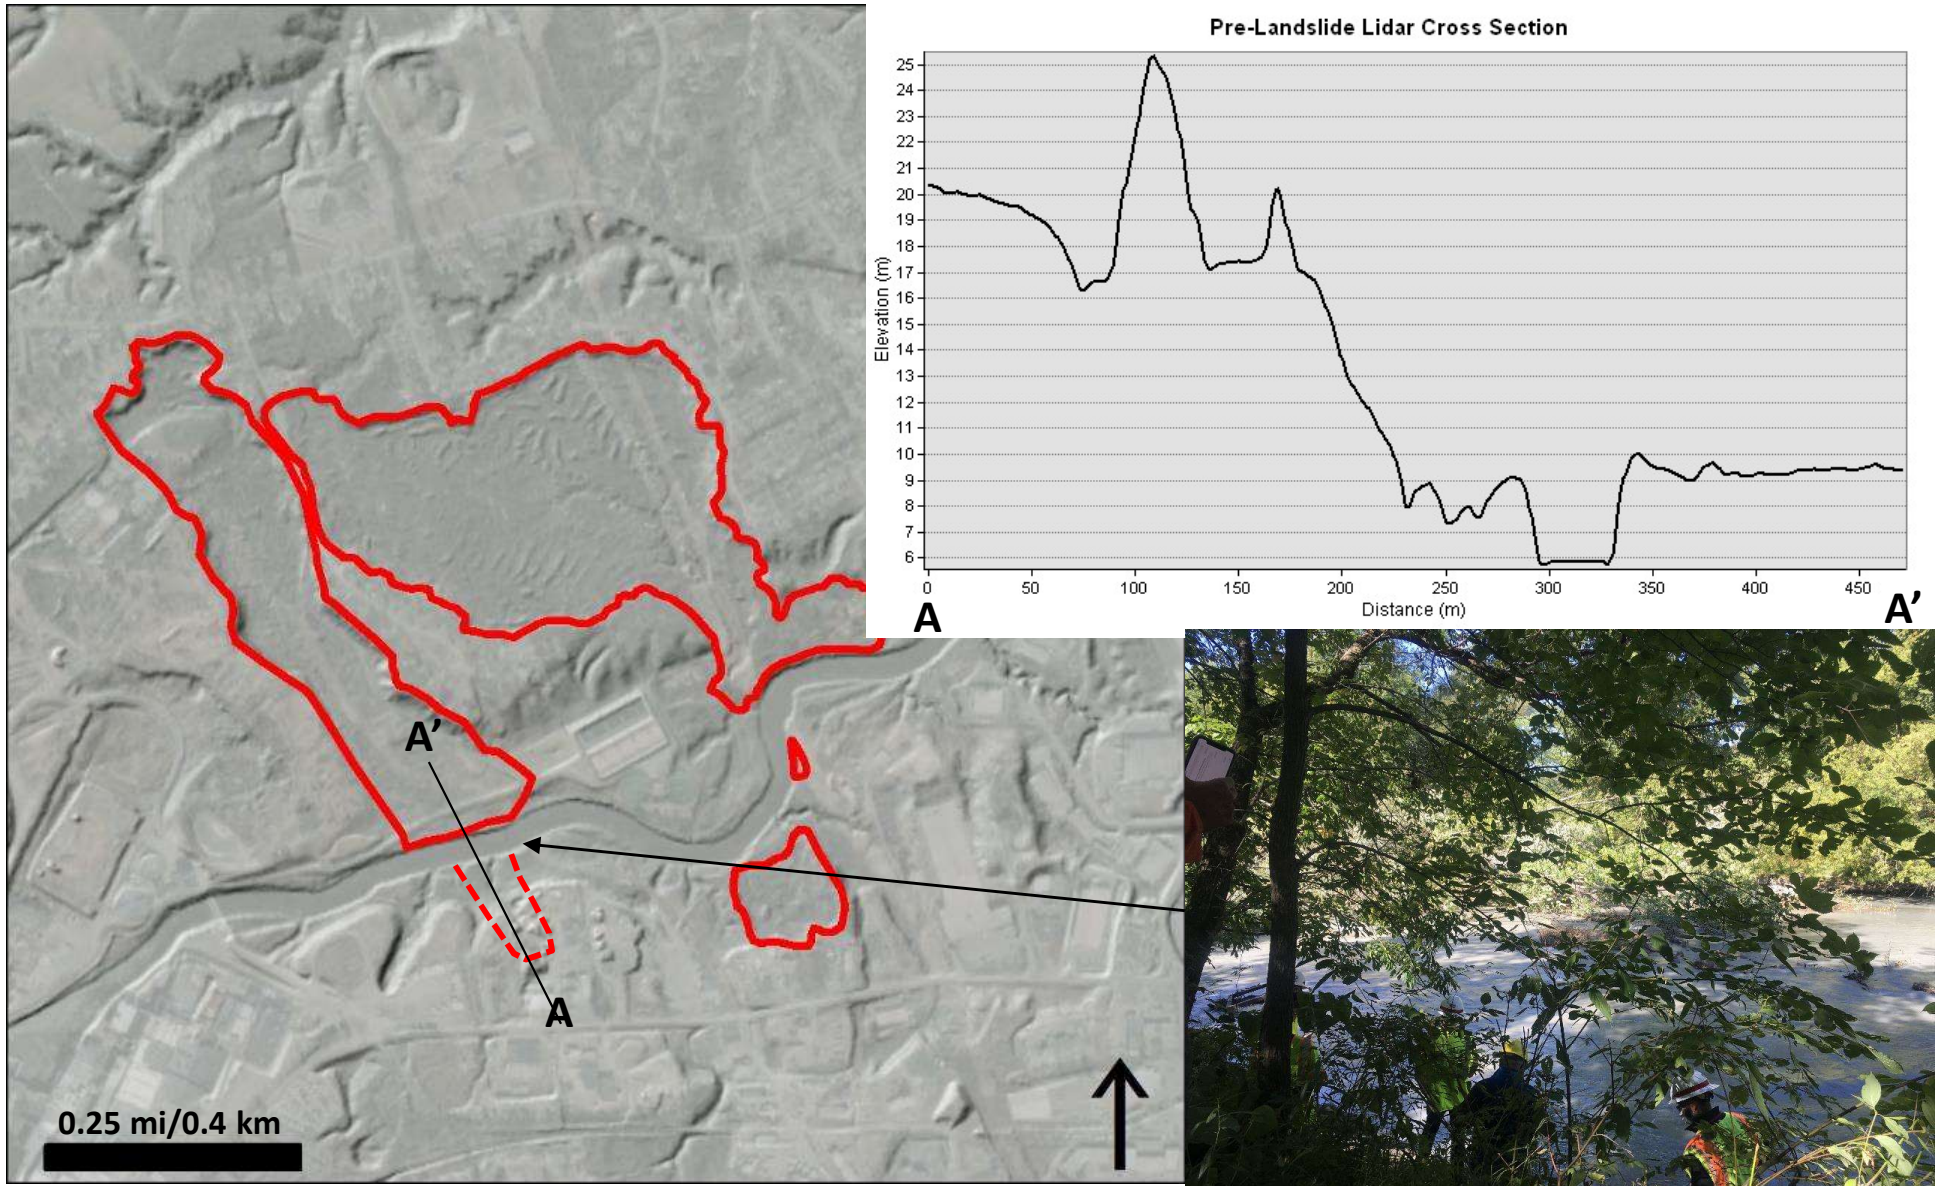 Pre-Landslide Lidar Cross Section
25
24
23
22
21
20
19
18
17
16
15
14
13
12
11
10
9
8
7
6
Elevation (m)
0 50 100 150 200 250 300 350 400 450
Distance (m)
A A’
A’
A
0.25 mi/0.4 km